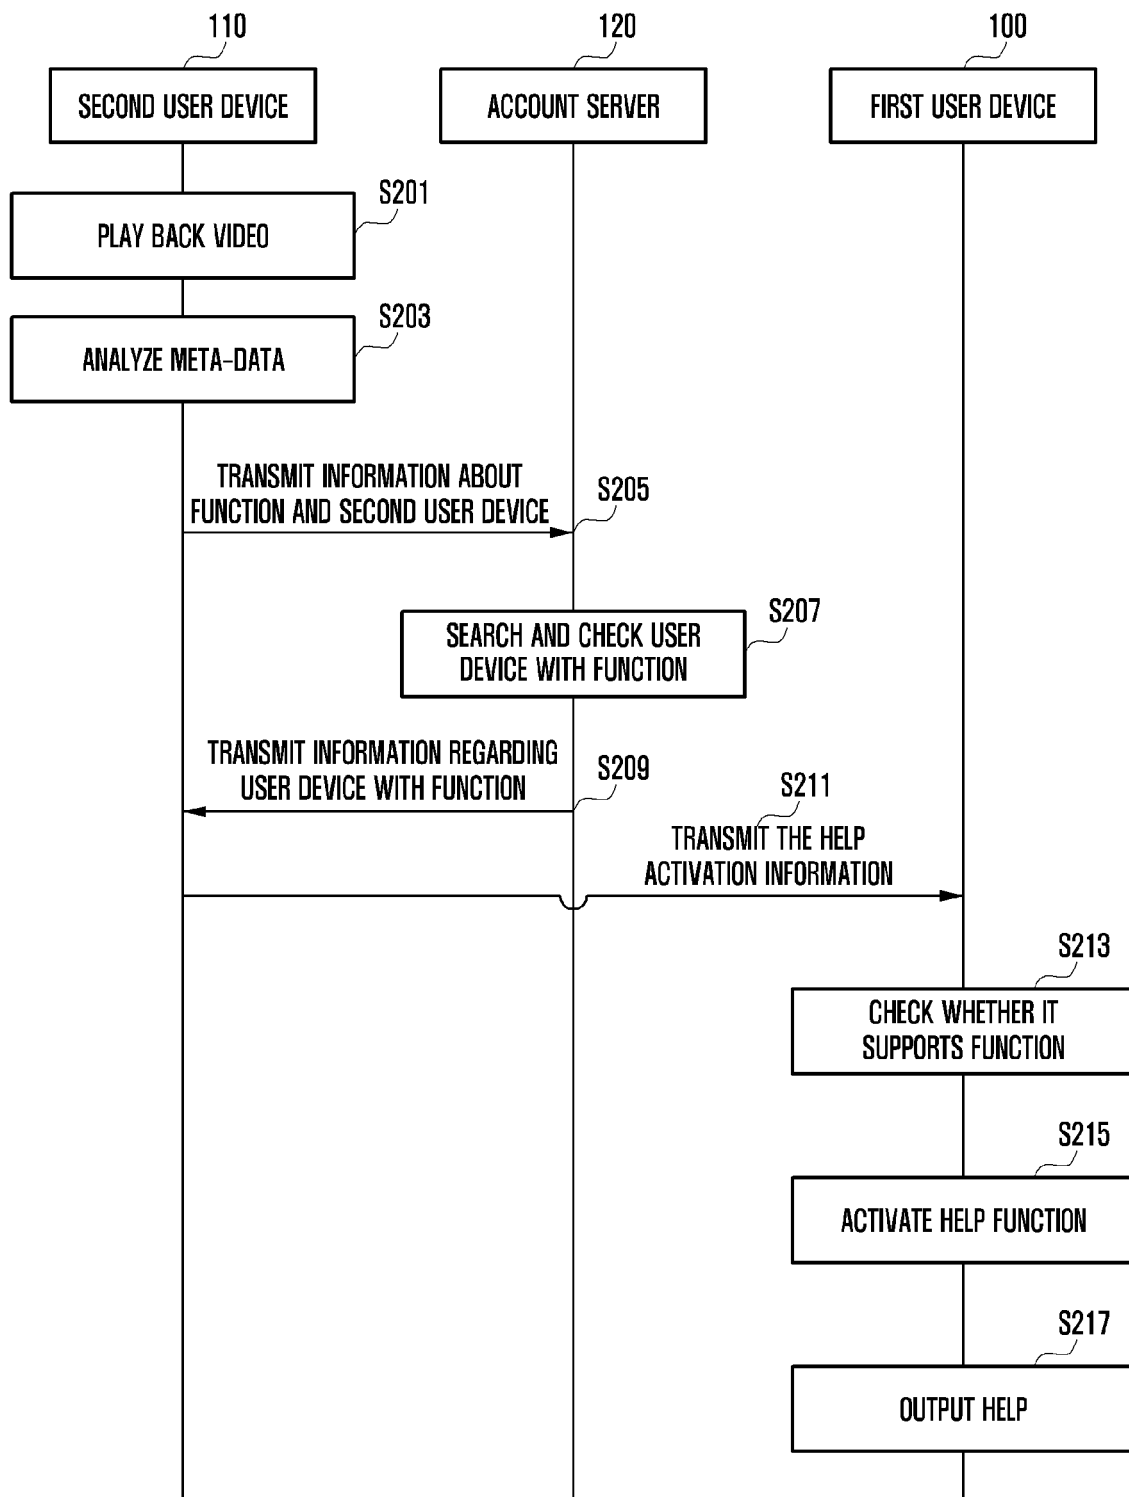 110
120
100
SECOND USER DEVICE
ACCOUNT SERVER
FIRST USER DEVICE
S201
PLAY BACK VIDEO
S203
ANALYZE META-DATA
TRANSMIT INFORMATION ABOUT
FUNCTION AND SECOND USER DEVICE
S205
S207
SEARCH AND CHECK USER
DEVICE WITH FUNCTION
TRANSMIT INFORMATION REGARDING
USER DEVICE WITH FUNCTION
S209
S211
TRANSMIT THE HELP
ACTIVATION INFORMATION
S213
CHECK WHETHER IT
SUPPORTS FUNCTION
S215
ACTIVATE HELP FUNCTION
S217
OUTPUT HELP